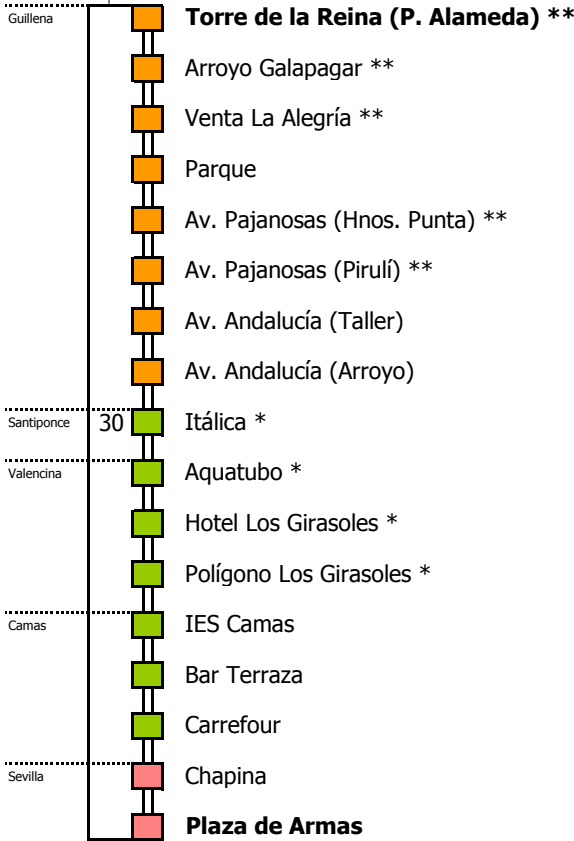 Guillena Torre de la Reina (P. Alameda) **
Arroyo Galapagar **
Venta La Alegría **
Parque
Av. Pajanosas (Hnos. Punta) **
Av. Pajanosas (Pirulí) **
Av. Andalucía (Taller)
Av. Andalucía (Arroyo)
Santiponce 30 Itálica *
Valencina Aquatubo *
Hotel Los Girasoles *
Polígono Los Girasoles *
Camas IES Camas
Bar Terraza
Carrefour
Sevilla Chapina
Plaza de Armas